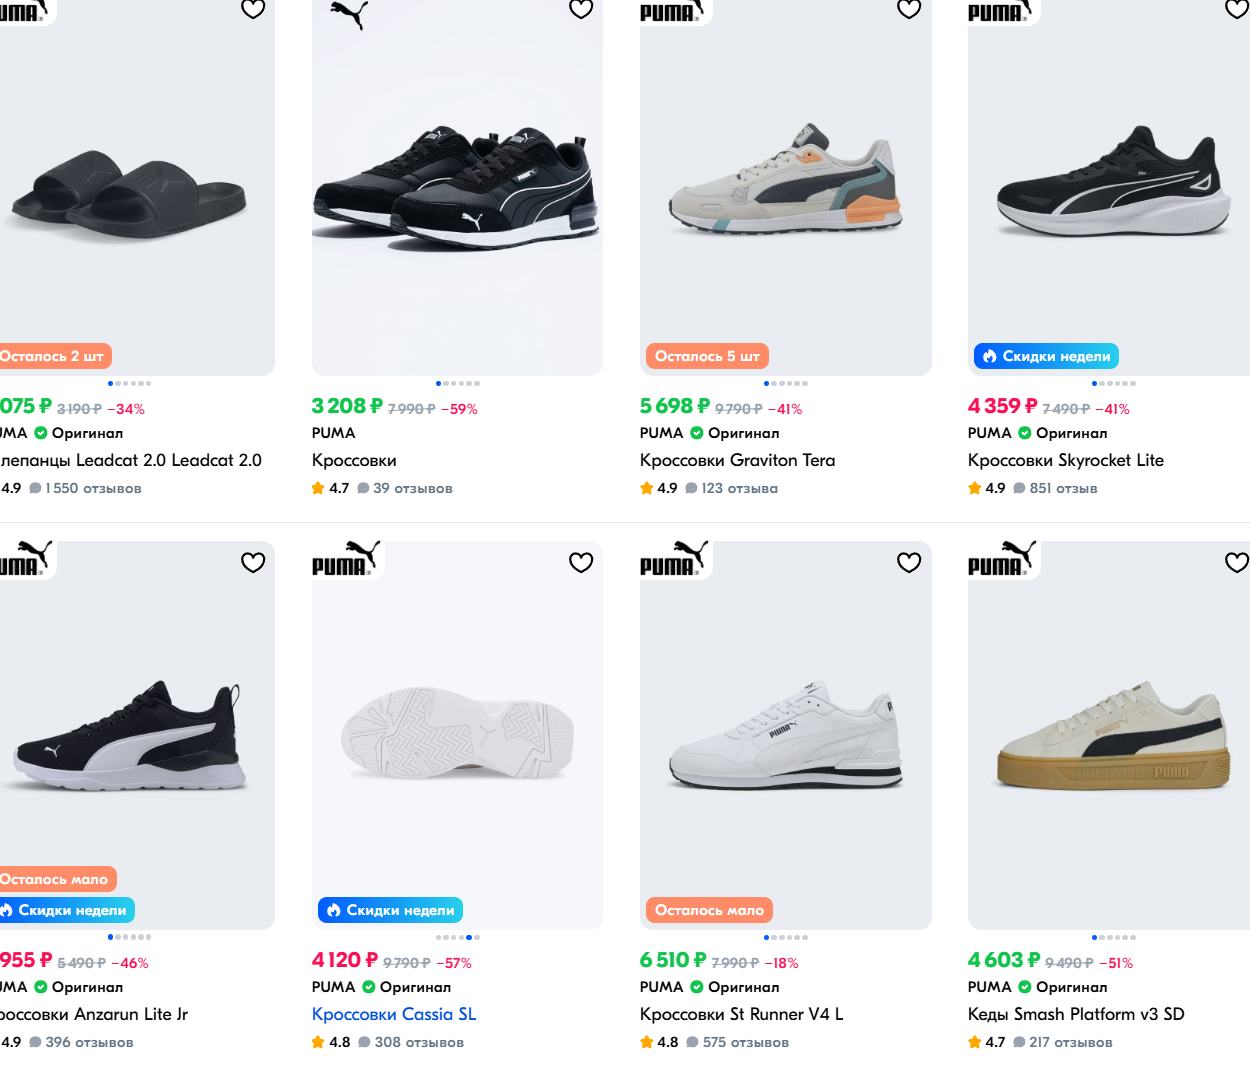 PUMA
PUMA
PUMA
Осталось 2 шт
Осталось 5 шт
Скидки недели
075 ₽ 3 190 ₽ −34%
3 208 ₽ 7 990 ₽ −59%
5 698 ₽ 9 790 ₽ −41%
4 359 ₽ 7 490 ₽ −41%
UMA Оригинал
PUMA
PUMA Оригинал
PUMA Оригинал
лепанцы Leadcat 2.0 Leadcat 2.0
Кроссовки
Кроссовки Graviton Tera
Кроссовки Skyrocket Lite
4.9 1 550 отзывов
4.7 39 отзывов
4.9 123 отзыва
4.9 851 отзыв
PUMA
PUMA
PUMA
PUMA
PUMA
PUMA
Осталось мало
Скидки недели
Скидки недели
Осталось мало
955 ₽ 5 490 ₽ −46%
4 120 ₽ 9 790 ₽ −57%
6 510 ₽ 7 990 ₽ −18%
4 603 ₽ 9 490 ₽ −51%
UMA Оригинал
PUMA Оригинал
PUMA Оригинал
PUMA Оригинал
россовки Anzarun Lite Jr
Кроссовки Cassia SL
Кроссовки St Runner V4 L
Кеды Smash Platform v3 SD
4.9 396 отзывов
4.8 308 отзывов
4.8 575 отзывов
4.7 217 отзывов